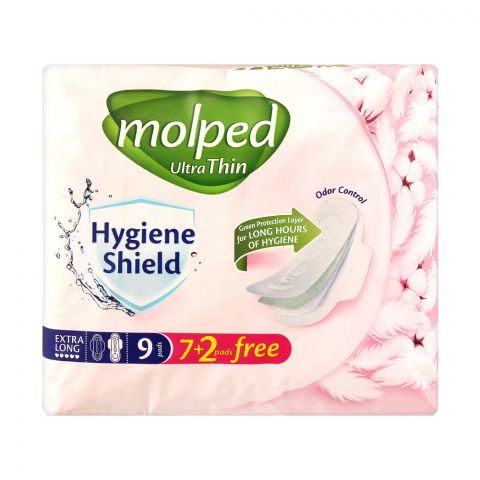 molped
Ultra Thin
Odor Control
Green Protection Layer
for LONG HOURS
OF HYGIENE
Hygiene
Shield
EXTRA
LONG
9 pads
7+2 pads free